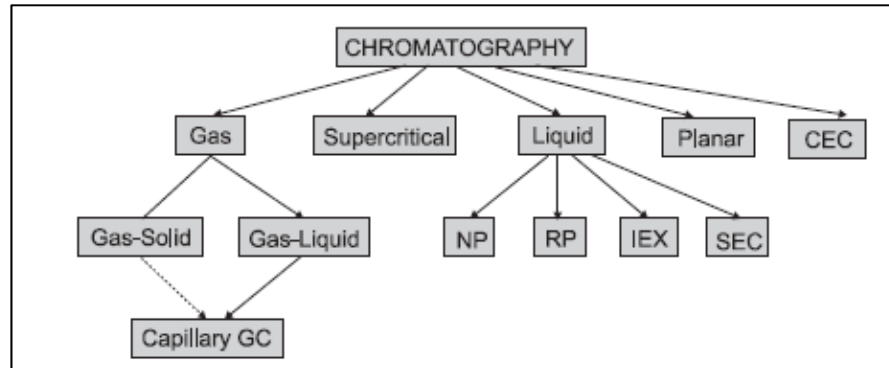 CHROMATOGRAPHY
Gas
Supercritical
Liquid
Planar
CEC
Gas-Solid
Gas-Liquid
NP
RP
IEX
SEC
Capillary GC